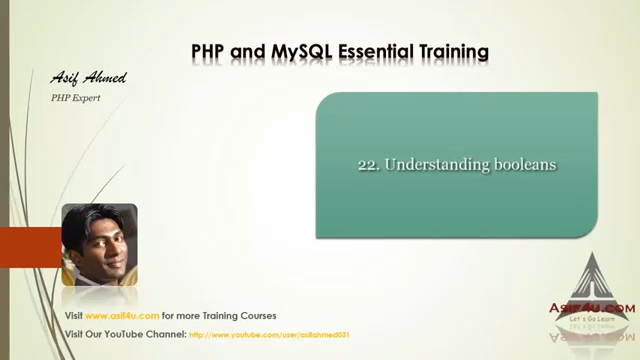 PHP and MySQL Essential Training
Asif Ahmed
PHP Expert
22. Understanding booleans
Visit www.asif4u.com for more Training Courses
Visit Our YouTube Channel: http://www.youtube.com/user/asifahmed031
Asif4u.com
Let's Go Learn